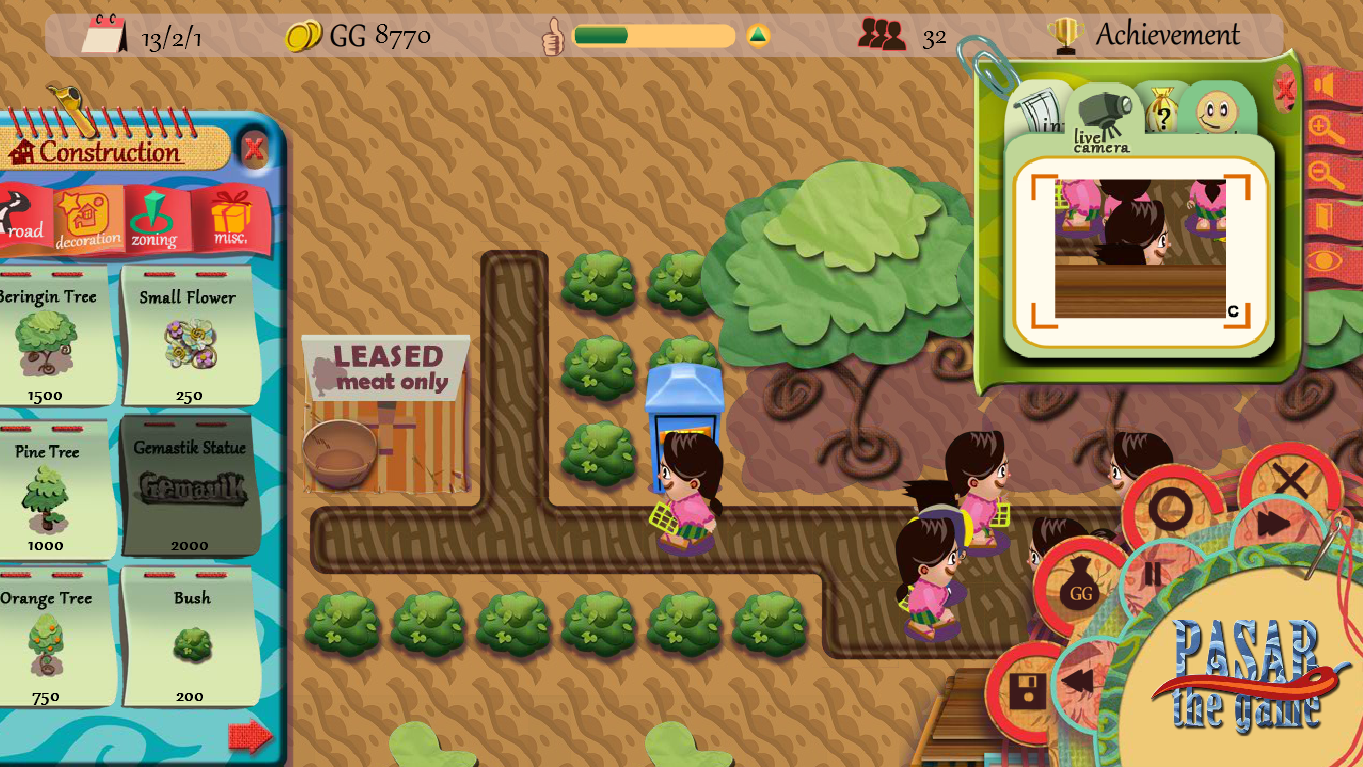 13/2/1
GG 8770
32
Achievement
Construction
road
decoration
zoning
misc.
Beringin Tree
1500
Small Flower
250
Pine Tree
1000
Gemastik Statue
Gemastik
2000
Orange Tree
750
Bush
200
LEASED
meat only
in
?
live
camera
C
GG
PASAR
the game